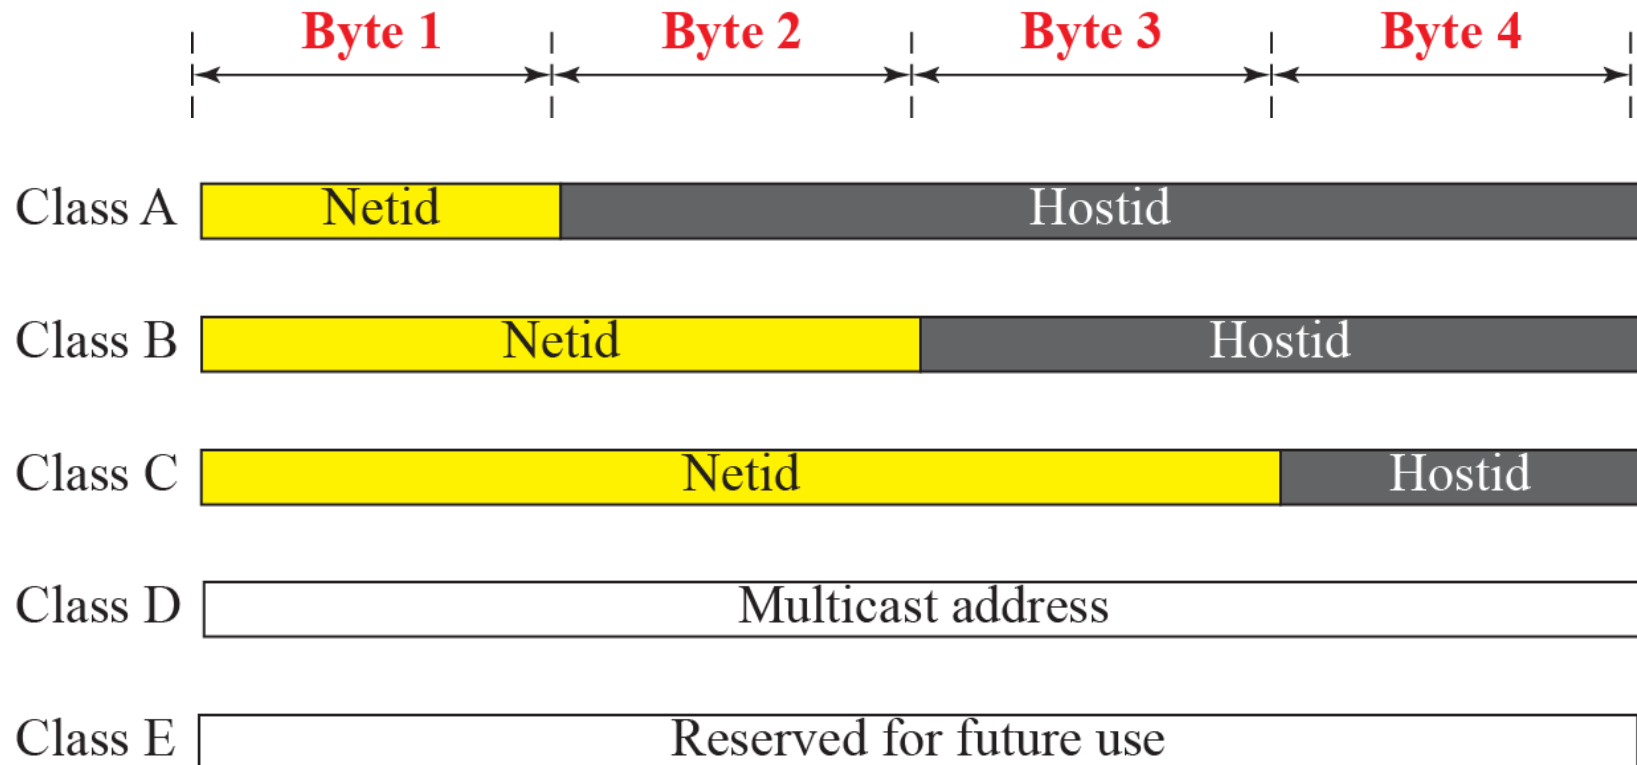 Byte 1 Byte 2 Byte 3 Byte 4
Class A Netid Hostid
Class B Netid Hostid
Class C Netid Hostid
Class D Multicast address
Class E Reserved for future use